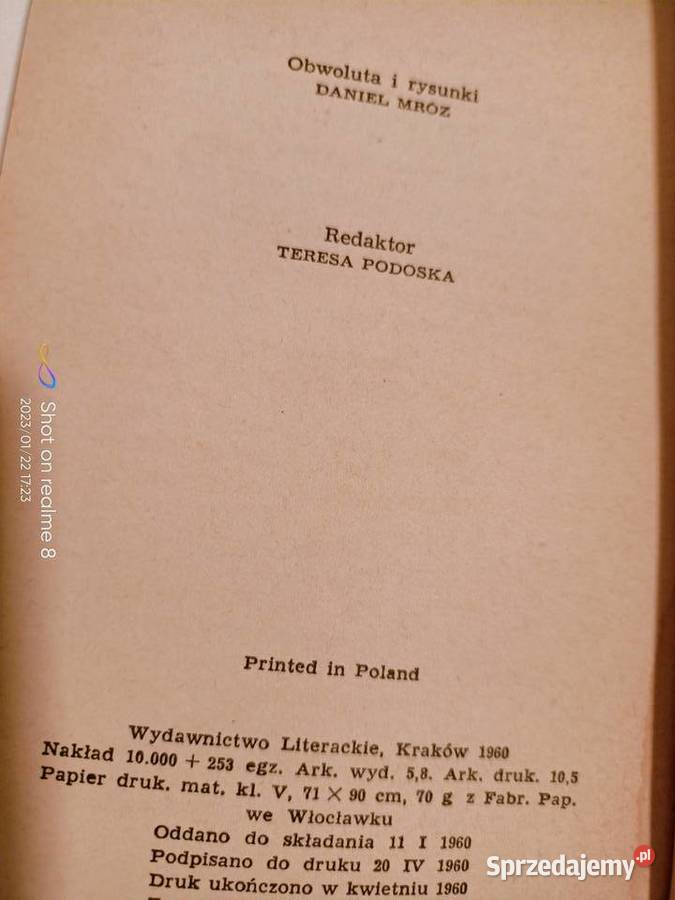 Obwoluta i rysunki
DANIEL MRÓZ
Redaktor
TERESA PODOSKA
Printed in Poland
Wydawnictwo Literackie, Kraków 1960
Nakład 10.000 + 253 egz. Ark. wyd. 5,8. Ark. druk. 10,5
Papier druk. mat. kl. V, 71 × 90 cm, 70 g z Fabr. Pap.
we Włocławku
Oddano do składania 11 I 1960
Podpisano do druku 20 IV 1960
Druk ukończono w kwietniu 1960
Shot on realme 8
2023/01/22 17:23
Sprzedajemy.pl